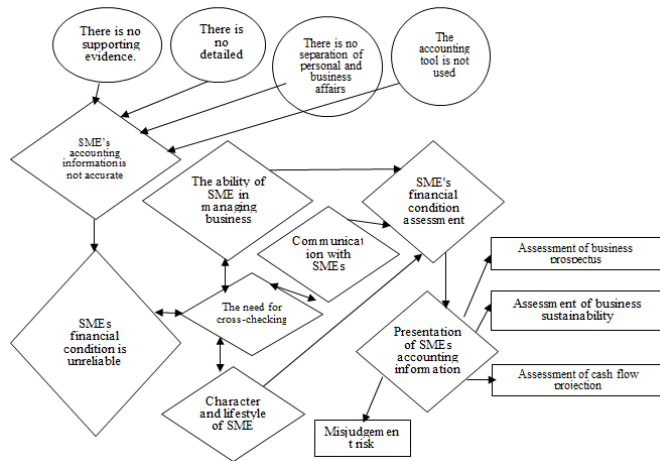 There is no
supporting
evidence.
There is
no
detailed
There is no
separation of
personal and
business
affairs
The
accounting
tool is not
used
SME's
accounting
information is
not accurate
The ability of
SME in
managing
business
SME's
financial
condition
assessment
Communicat
ion with
SMEs
Assessment of business
prospectus
Assessment of business
sustainability
SMEs
financial
condition is
unreliable
The need for
cross-checking
Presentation
of SMEs
accounting
information
Assessment of cash flow
projection
Character
and lifestyle
of SME
Misjudgemen
t risk